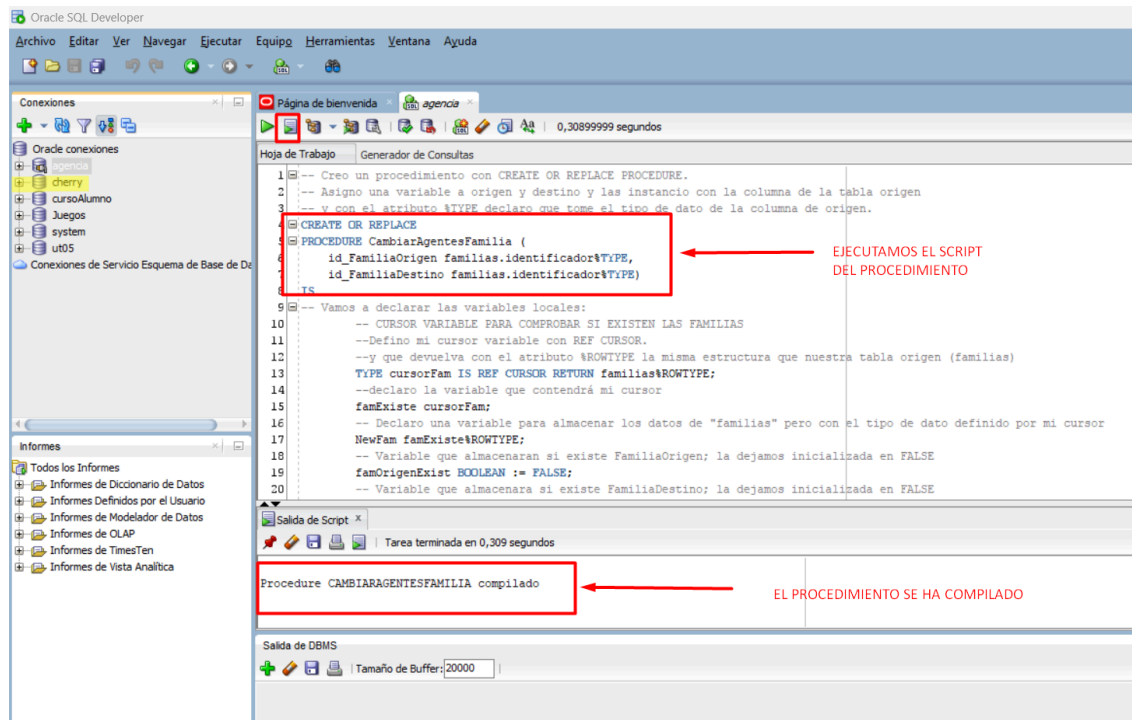 Oracle SQL Developer
Archivo Editar Ver Navegar Ejecutar Equipo Herramientas Ventana Ayuda
Conexiones
Oracle conexiones
agencia
cherry
cursoAlumno
Juegos
system
ut05
Conexiones de Servicio Esquema de Base de Da
Informes
Todos los Informes
Informes de Diccionario de Datos
Informes Definidos por el Usuario
Informes de Modelador de Datos
Informes de OLAP
Informes de TimesTen
Informes de Vista Analítica
Página de bienvenida agencia
0,30899999 segundos
Hoja de Trabajo Generador de Consultas
1 -- Creo un procedimiento con CREATE OR REPLACE PROCEDURE.
2 -- Asigno una variable a origen y destino y las instancio con la columna de la tabla origen
3 -- y con el atributo %TYPE declaro que tome el tipo de dato de la columna de origen.
4 CREATE OR REPLACE
5 PROCEDURE CambiarAgentesFamilia (
6 id_FamiliaOrigen familias.identificador%TYPE,
7 id_FamiliaDestino familias.identificador%TYPE)
8 IS
9 -- Vamos a declarar las variables locales:
10 -- CURSOR VARIABLE PARA COMPROBAR SI EXISTEN LAS FAMILIAS
11 --Defino mi cursor variable con REF CURSOR.
12 --y que devuelva con el atributo %ROWTYPE la misma estructura que nuestra tabla origen (familias)
13 TYPE cursorFam IS REF CURSOR RETURN familias%ROWTYPE;
14 --declaro la variable que contendrá mi cursor
15 famExiste cursorFam;
16 -- Declaro una variable para almacenar los datos de "familias" pero con el tipo de dato definido por mi cursor
17 NewFam famExiste%ROWTYPE;
18 -- Variable que almacenaran si existe FamiliaOrigen; la dejamos inicializada en FALSE
19 famOrigenExist BOOLEAN := FALSE;
20 -- Variable que almacenara si existe FamiliaDestino; la dejamos inicializada en FALSE
EJECUTAMOS EL SCRIPT
DEL PROCEDIMIENTO
Salida de Script
Tarea terminada en 0,309 segundos
Procedure CAMBIARAGENTESFAMILIA compilado
EL PROCEDIMIENTO SE HA COMPILADO
Salida de DBMS
Tamaño de Buffer: 20000